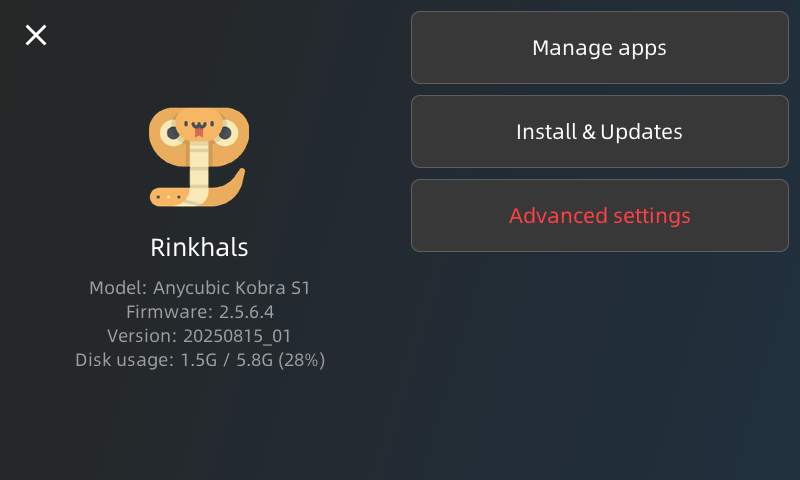 Rinkhals
Model: Anycubic Kobra S1
Firmware: 2.5.6.4
Version: 20250815_01
Disk usage: 1.5G / 5.8G (28%)
Manage apps
Install & Updates
Advanced settings